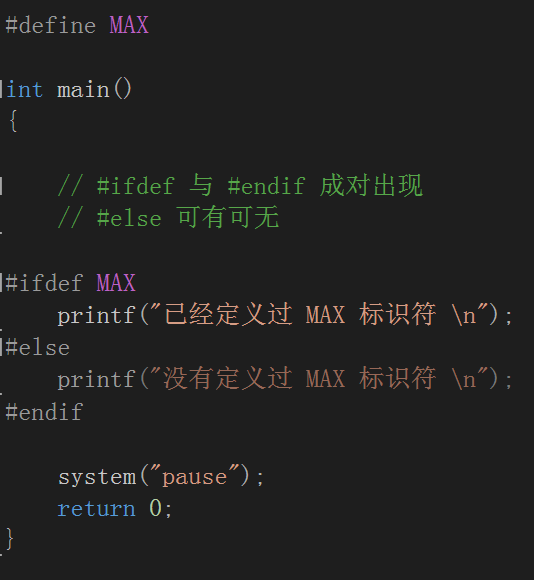 #define MAX
int main()
{
// #ifdef 与 #endif 成对出现
// #else 可有可无
#ifdef MAX
printf("已经定义过 MAX 标识符 \n");
#else
printf("没有定义过 MAX 标识符 \n");
#endif
system("pause");
return 0;
}